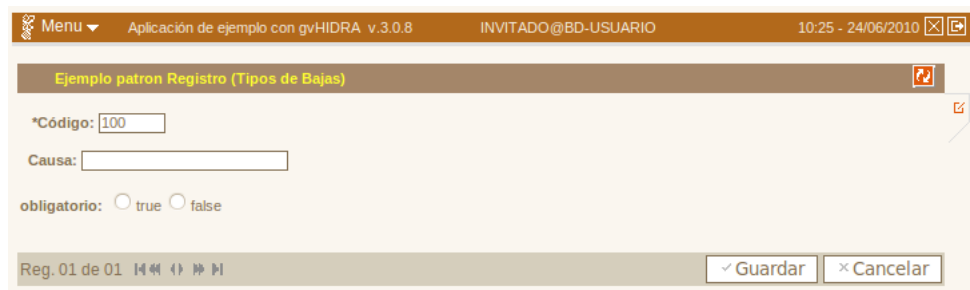 Menu Aplicación de ejemplo con gvHIDRA v.3.0.8 INVITADO@BD-USUARIO 10:25 - 24/06/2010
Ejemplo patron Registro (Tipos de Bajas)
*Código: 100
Causa:
obligatorio: true false
Reg. 01 de 01 Guardar Cancelar